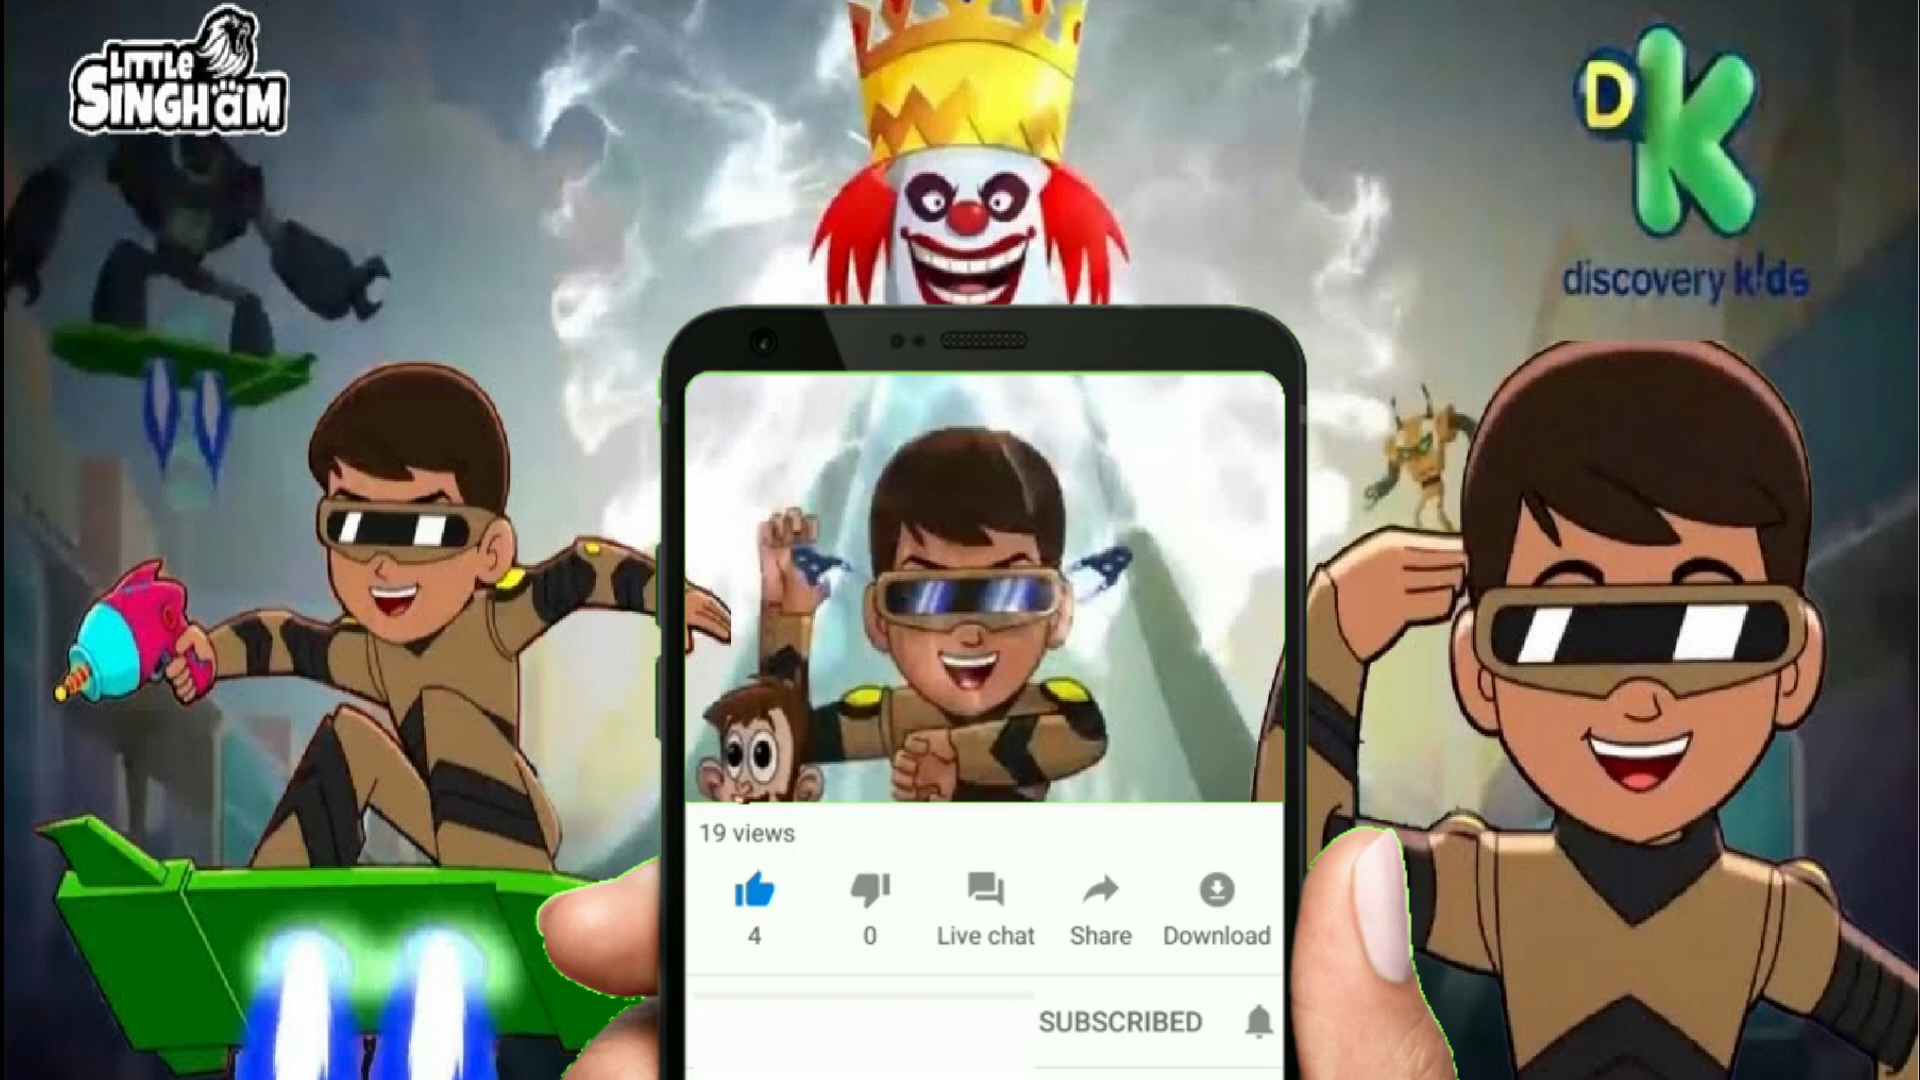 LITTLE
SINGHAM
D K
discovery kids
19 views
4
0
Live chat
Share
Download
SUBSCRIBED